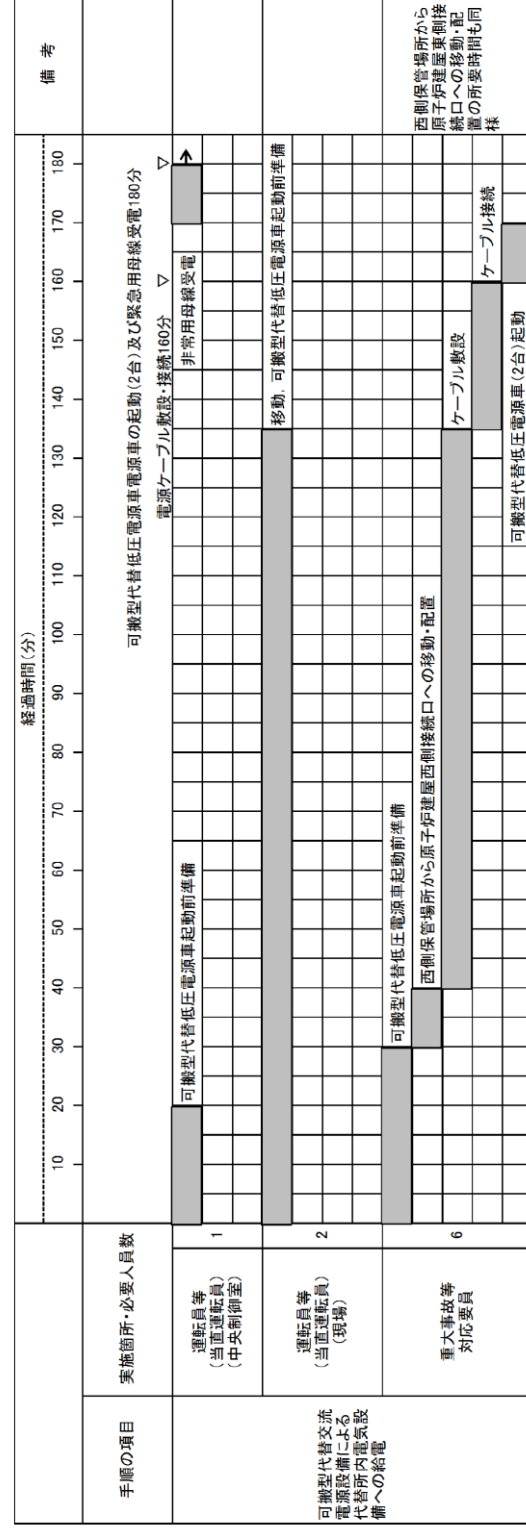 経過時間(分)
備 考
手順の項目
実施箇所・必要人員数
10 20 30 40 50 60 70 80 90 100 110 120 130 140 150 160 170 180
可搬型代替低圧電源車電源車の起動(2台)及び緊急用母線受電180分 ▽
電源ケーブル敷設・接続160分 ▽
可搬型代替交流
電源設備による
代替所内電気設
備への給電
運転員等
(当直運転員)
(中央制御室)
1
可搬型代替低圧電源車起動前準備
非常用母線受電
運転員等
(当直運転員)
(現場)
2
移動, 可搬型代替低圧電源車起動前準備
重大事故等
対応要員
6
可搬型代替低圧電源車起動前準備
西側保管場所から原子炉建屋西側接続口への移動・配置
ケーブル敷設
ケーブル接続
可搬型代替低圧電源車(2台)起動
西側保管場所から
原子炉建屋東側接
続口への移動・配
置の所要時間も同
様